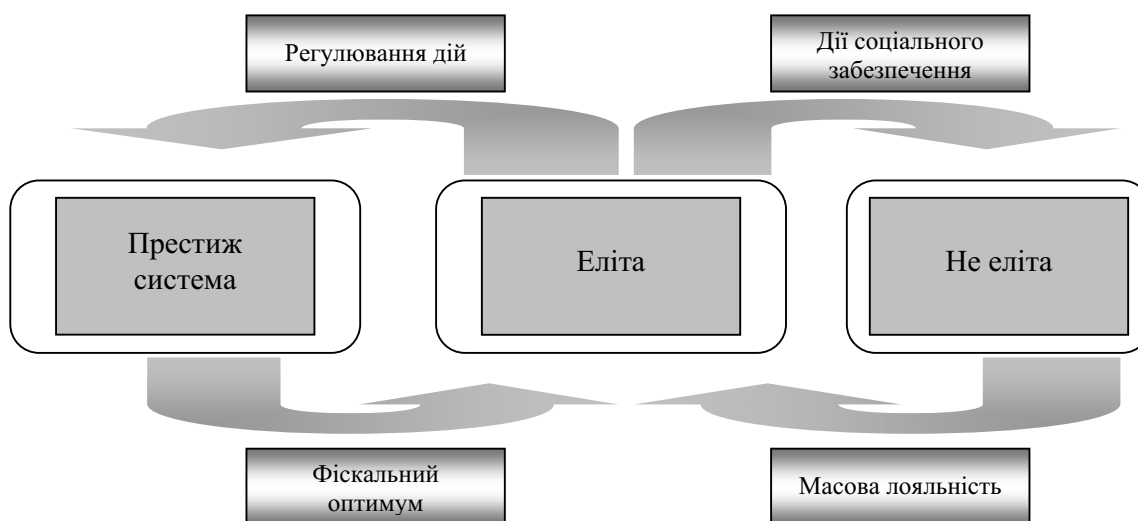 Регулювання дій
Дії соціального
забезпечення
Престиж
система
Еліта
Не еліта
Фіскальний
оптимум
Масова лояльність